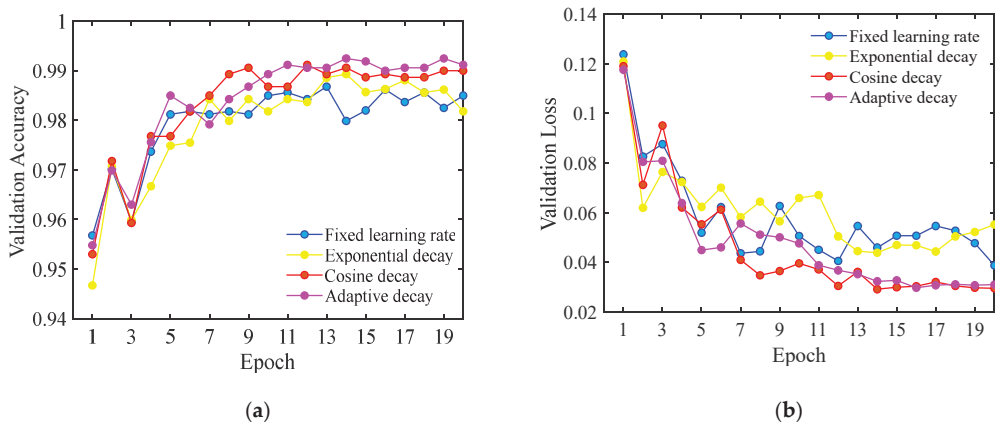 1
0.99
0.98
0.97
0.96
0.95
0.94
Validation Accuracy
Fixed learning rate
Exponential decay
Cosine decay
Adaptive decay
1 3 5 7 9 11 13 15 17 19
Epoch
(a)
0.14
0.12
0.10
0.08
0.06
0.04
0.02
Validation Loss
Fixed learning rate
Exponential decay
Cosine decay
Adaptive decay
1 3 5 7 9 11 13 15 17 19
Epoch
(b)